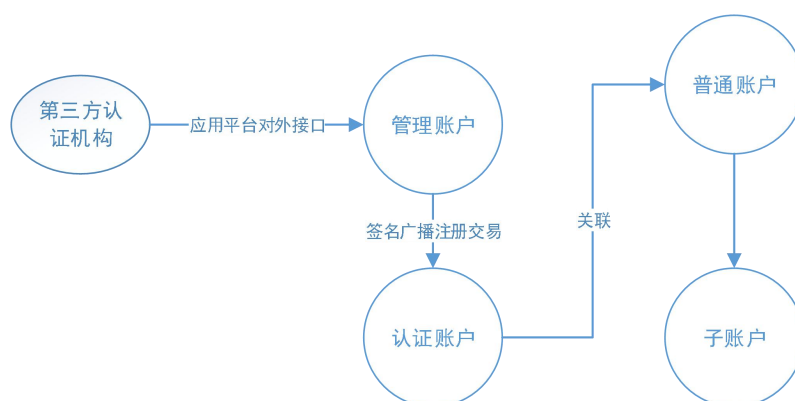 第三方认
证机构
应用平台对外接口
管理账户
普通账户
签名广播注册交易
关联
认证账户
子账户